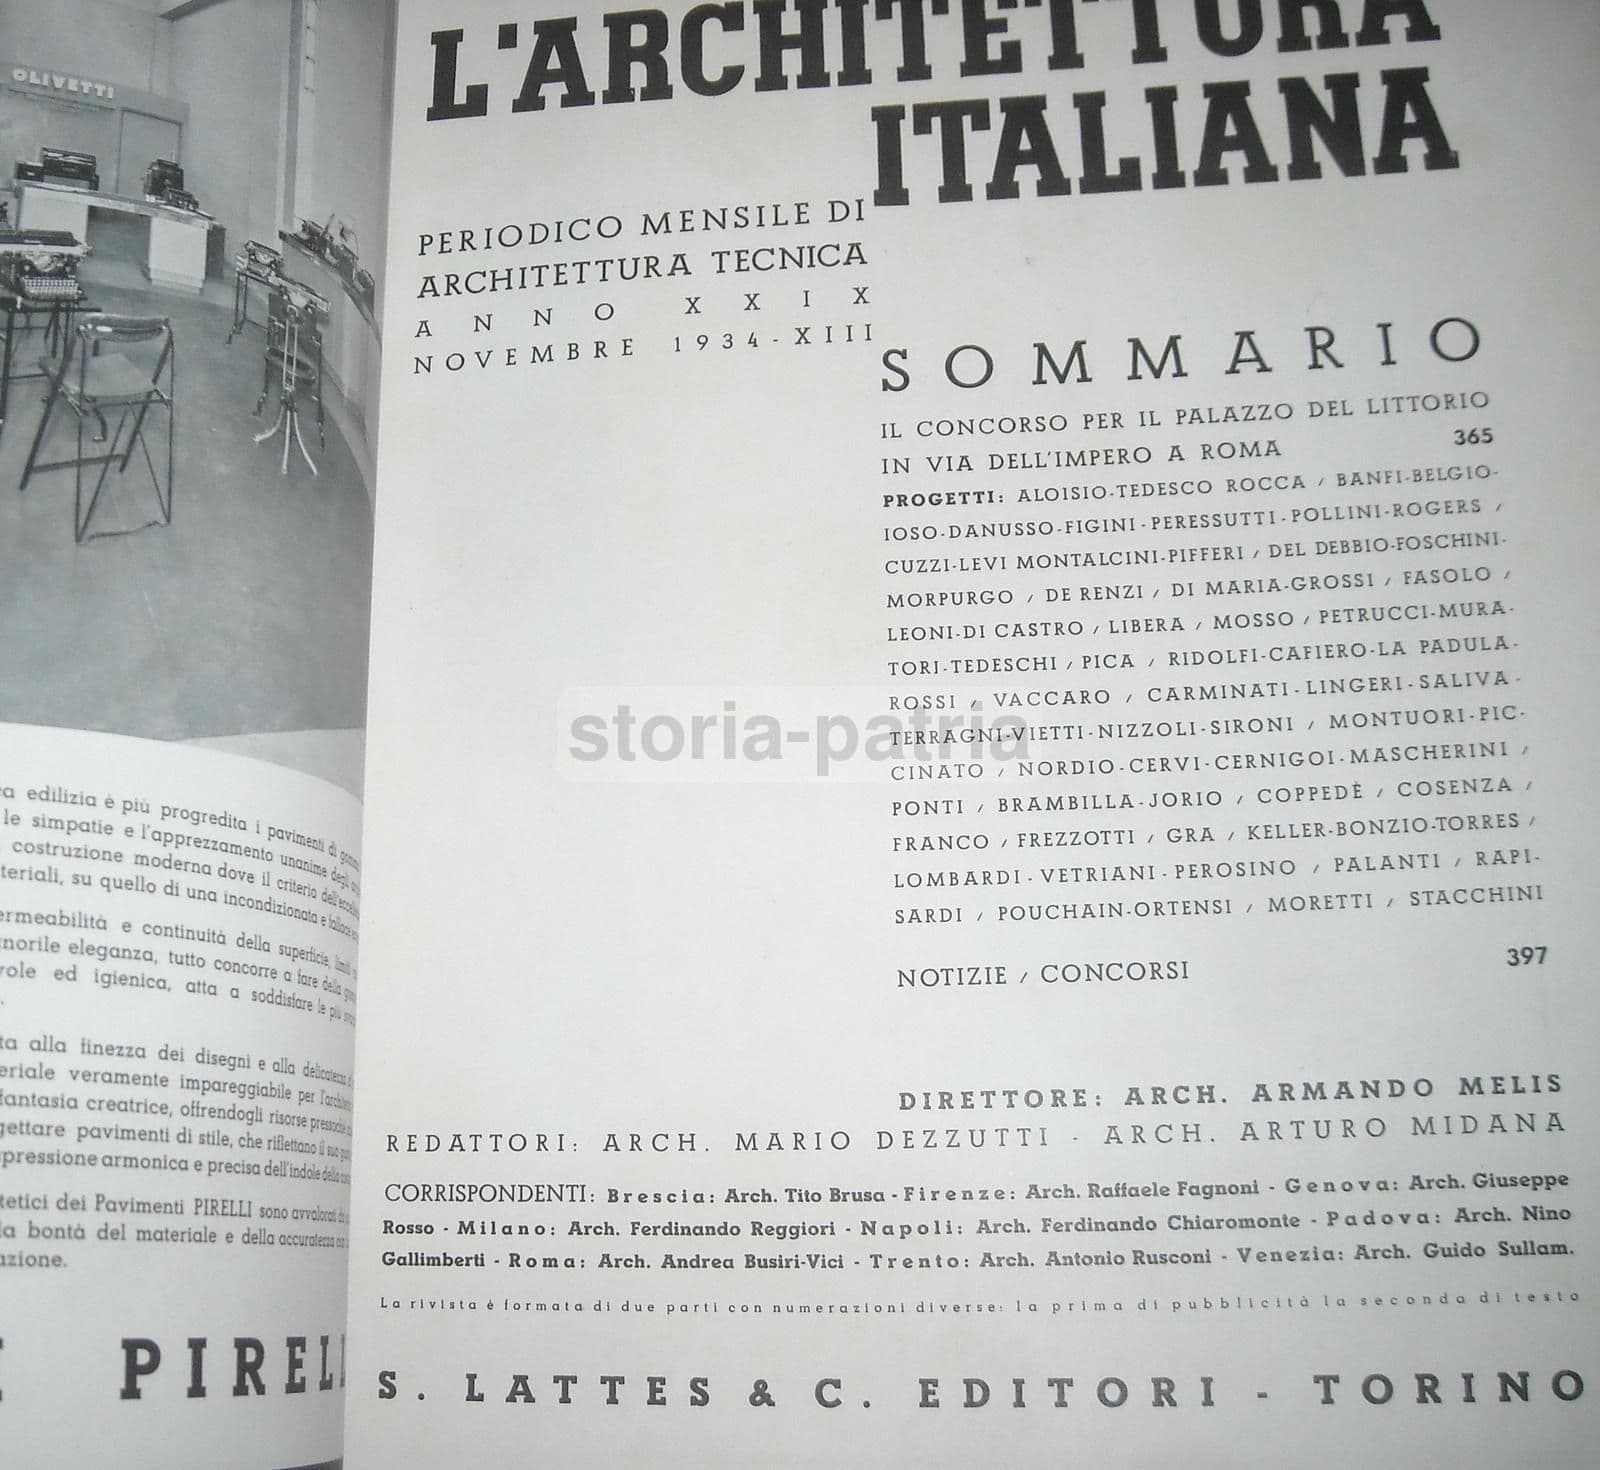 OLIVETTI
a edilizia è più progredita i pavimenti di
le simpatie e l'apprezzamento unanime degli
costruzione moderna dove il criterio
teriali, su quello di una incondizionata e
ermeabilità e continuità della superficie,
norile eleganza, tutto concorre a fare della
vole ed igienica, atta a soddisfare le più
ta alla finezza dei disegni e alla
eriale veramente impareggiabile per
fantasia creatrice, offrendogli risorse
gettare pavimenti di stile, che riflettano il suo
pressione armonica e precisa dell'indole della
tetici dei Pavimenti PIRELLI sono avvalorati
la bontà del materiale e della
azione.
PIRELL
L'ARCHITETTURA
ITALIANA
PERIODICO MENSILE DI
ARCHITETTURA TECNICA
ANNO XXIX
NOVEMBRE 1934-XIII
SOMMARIO
IL CONCORSO PER IL PALAZZO DEL LITTORIO
IN VIA DELL'IMPERO A ROMA 365
PROGETTI: ALOISIO-TEDESCO ROCCA / BANFI-BELGIO-
IOSO-DANUSSO-FIGINI-PERESSUTTI-POLLINI-ROGERS /
CUZZI-LEVI MONTALCINI-PIFFERI / DEL DEBBIO-FOSCHINI-
MORPURGO / DE RENZI / DI MARIA-GROSSI / FASOLO /
LEONI-DI CASTRO / LIBERA / MOSSO / PETRUCCI-MURA-
TORI-TEDESCHI / PICA / RIDOLFI-CAFIERO-LA PADULA-
ROSSI / VACCARO / CARMINATI-LINGERI-SALIVA-
TERRAGNI-VIETTI-NIZZOLI-SIRONI / MONTUORI-PIC-
CINATO / NORDIO-CERVI-CERNIGOI-MASCHERINI /
PONTI / BRAMBILLA-JORIO / COPPEDÈ / COSENZA /
FRANCO / FREZZOTTI / GRA / KELLER-BONZIO-TORRES /
LOMBARDI-VETRIANI-PEROSINO / PALANTI / RAPI-
SARDI / POUCHAIN-ORTENSI / MORETTI / STACCHINI
NOTIZIE / CONCORSI 397
storia-patria
DIRETTORE: ARCH. ARMANDO MELIS
REDATTORI: ARCH. MARIO DEZZUTTI - ARCH. ARTURO MIDANA
CORRISPONDENTI: Brescia: Arch. Tito Brusa - Firenze: Arch. Raffaele Fagnoni - Genova: Arch. Giuseppe
Rosso - Milano: Arch. Ferdinando Reggiori - Napoli: Arch. Ferdinando Chiaromonte - Padova: Arch. Nino
Gallimberti - Roma: Arch. Andrea Busiri-Vici - Trento: Arch. Antonio Rusconi - Venezia: Arch. Guido Sullam.
La rivista è formata di due parti con numerazioni diverse: la prima di pubblicità la seconda di testo
S. LATTES & C. EDITORI - TORINO